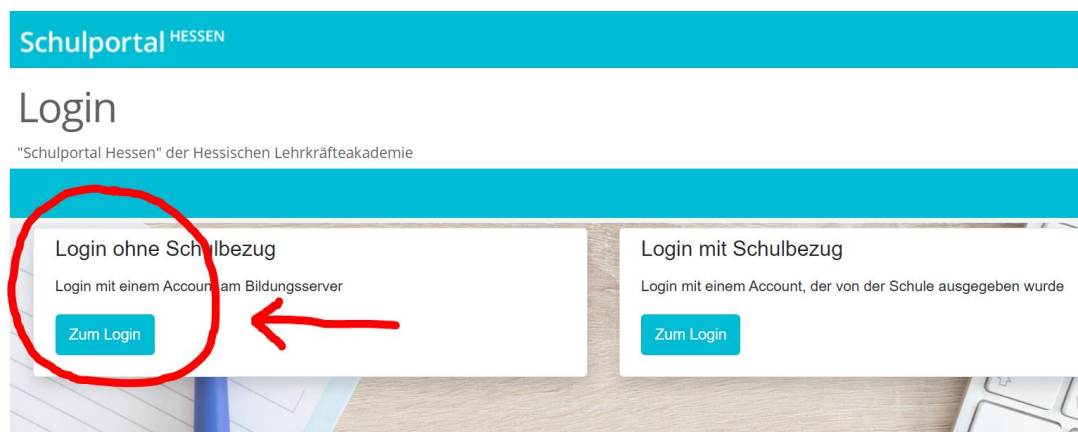 Schulportal HESSEN
Login
"Schulportal Hessen" der Hessischen Lehrkräfteakademie
Login ohne Schulbezug
Login mit einem Account am Bildungsserver
Zum Login
Login mit Schulbezug
Login mit einem Account, der von der Schule ausgegeben wurde
Zum Login